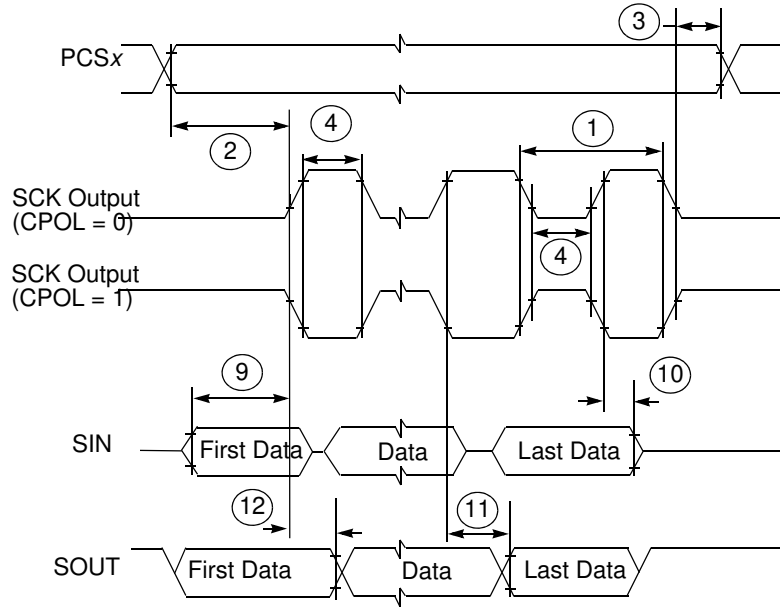 3
PCSx
2
4
1
SCK Output
(CPOL = 0)
4
SCK Output
(CPOL = 1)
9
10
SIN
First Data
Data
Last Data
12
11
SOUT
First Data
Data
Last Data